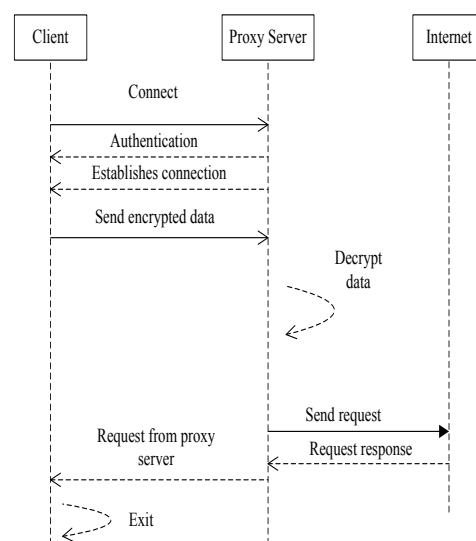 Client
Proxy Server
Internet
Connect
Authentication
Establishes connection
Send encrypted data
Decrypt
data
Send request
Request from proxy
server
Request response
Exit